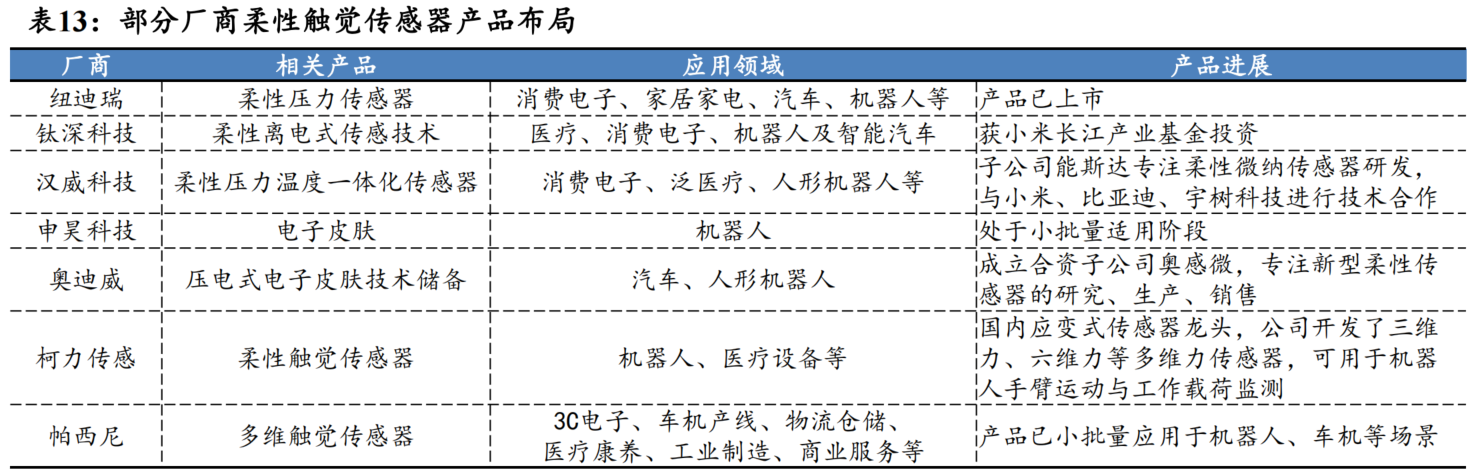 表13：部分厂商柔性触觉传感器产品布局
厂商 相关产品 应用领域 产品进展
纽迪瑞 柔性压力传感器 消费电子、家居家电、汽车、机器人等 产品已上市
钛深科技 柔性离电式传感技术 医疗、消费电子、机器人及智能汽车 获小米长江产业基金投资
汉威科技 柔性压力温度一体化传感器 消费电子、泛医疗、人形机器人等 子公司能斯达专注柔性微纳传感器研发，
与小米、比亚迪、宇树科技进行技术合作
申昊科技 电子皮肤 机器人 处于小批量适用阶段
奥迪威 压电式电子皮肤技术储备 汽车、人形机器人 成立合资子公司奥感微，专注新型柔性传
感器的研究、生产、销售
柯力传感 柔性触觉传感器 机器人、医疗设备等 国内应变式传感器龙头，公司开发了三维
力、六维力等多维力传感器，可用于机器
人手臂运动与工作载荷监测
帕西尼 多维触觉传感器 3C电子、车机产线、物流仓储、
医疗康养、工业制造、商业服务等 产品已小批量应用于机器人、车机等场景